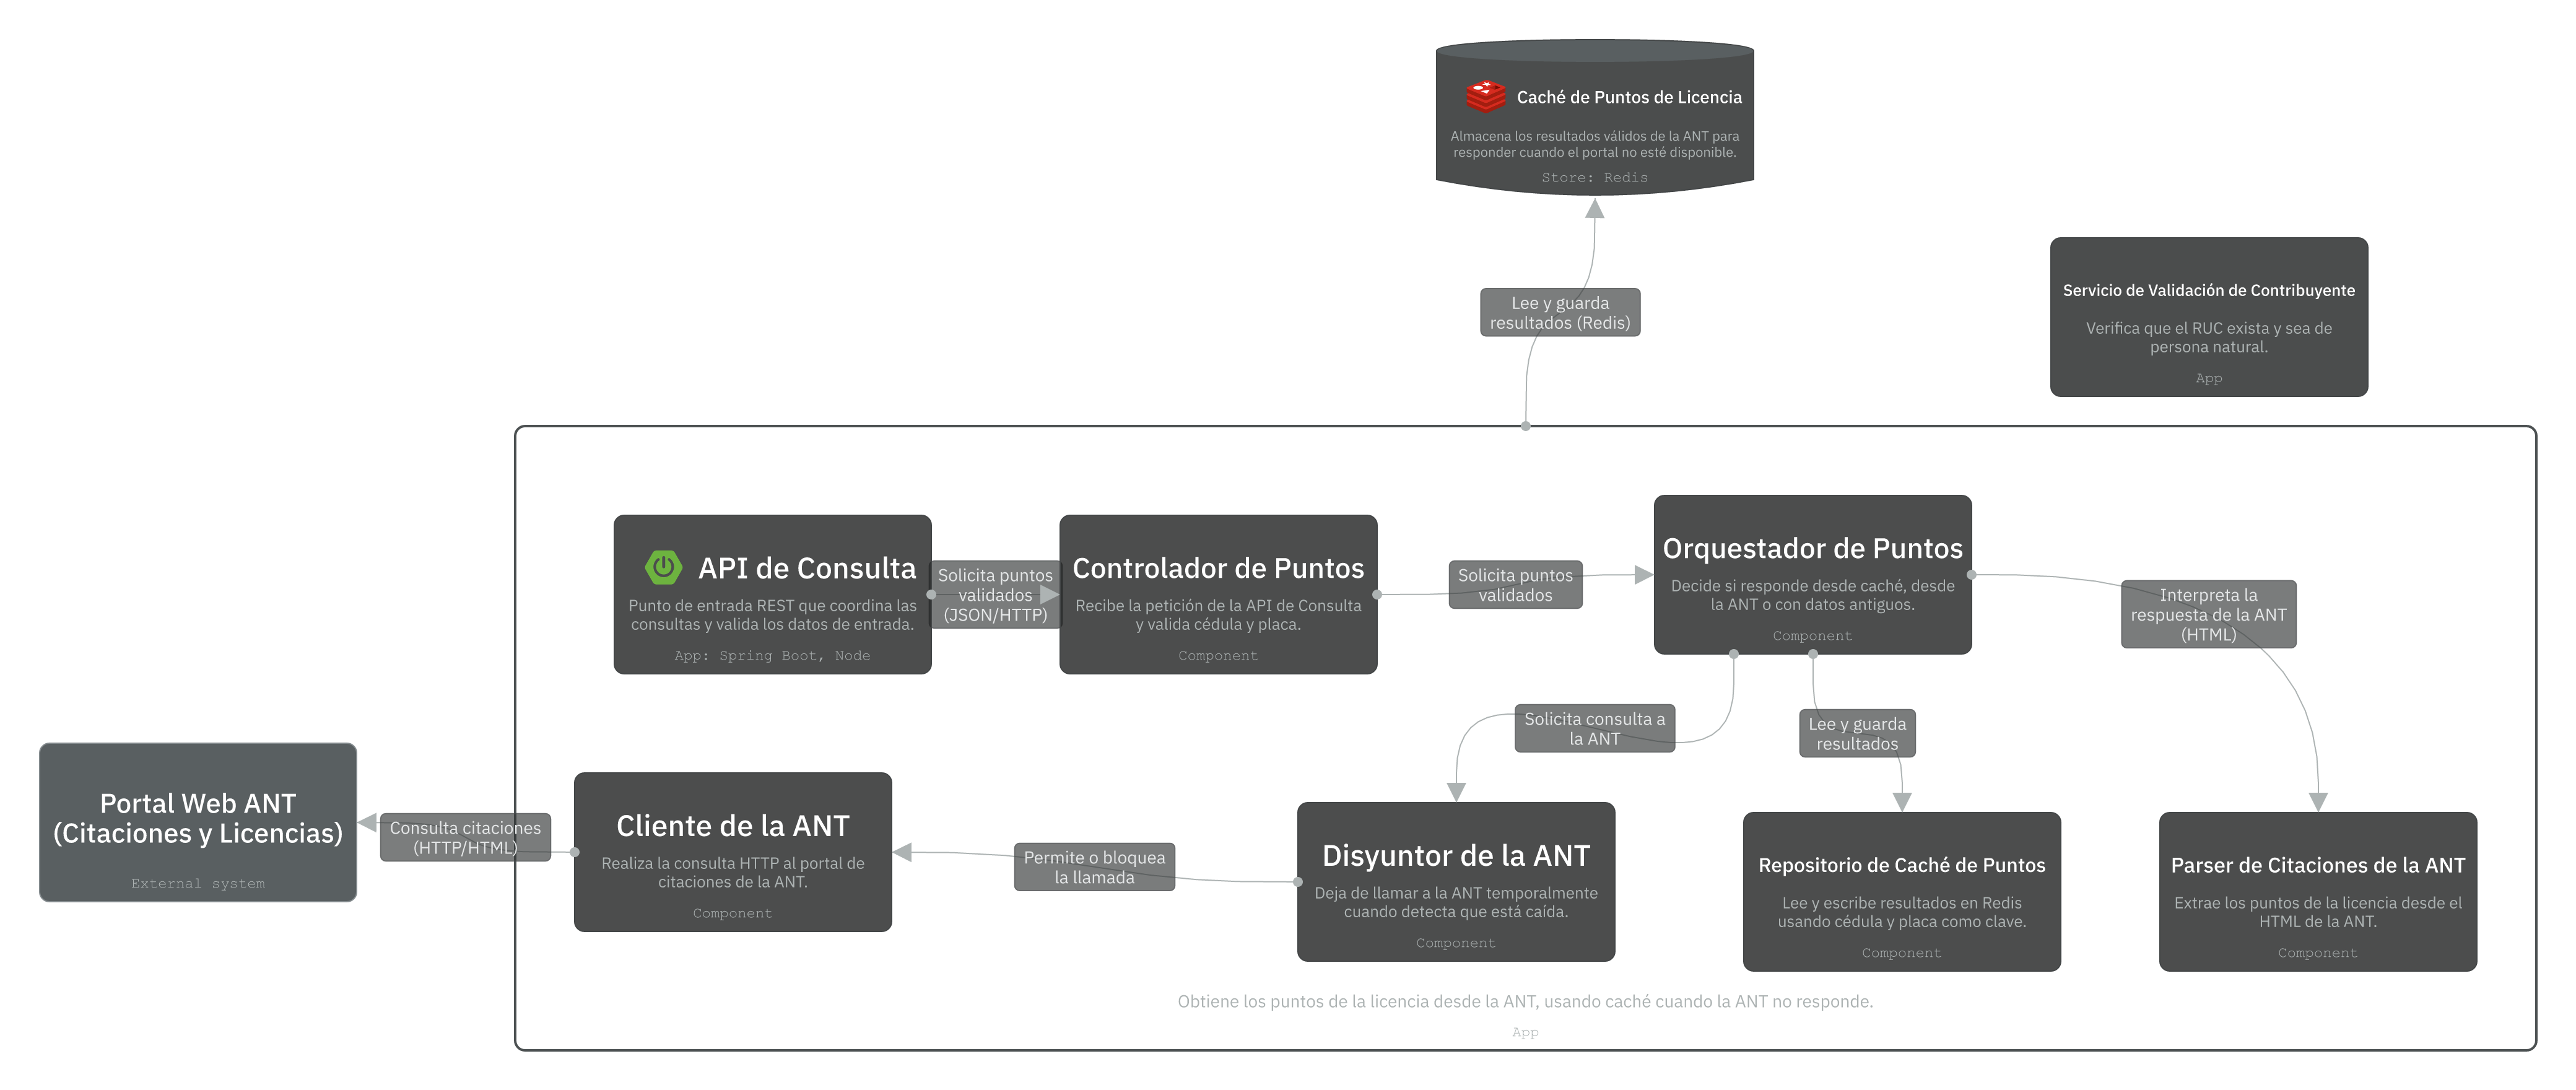 Caché de Puntos de Licencia
Almacena los resultados válidos de la ANT para
responder cuando el portal no esté disponible.
Store: Redis
Lee y guarda
resultados (Redis)
Servicio de Validación de Contribuyente
Verifica que el RUC exista y sea de
persona natural.
App
API de Consulta
Punto de entrada REST que coordina las
consultas y valida los datos de entrada.
App: Spring Boot, Node
Solicita puntos
validados
(JSON/HTTP)
Controlador de Puntos
Recibe la petición de la API de Consulta
y valida cédula y placa.
Component
Solicita puntos
validados
Orquestador de Puntos
Decide si responde desde caché, desde
la ANT o con datos antiguos.
Component
Interpreta la
respuesta de la ANT
(HTML)
Solicita consulta a
la ANT
Lee y guarda
resultados
Portal Web ANT
(Citaciones y Licencias)
External system
Consulta citaciones
(HTTP/HTML)
Cliente de la ANT
Realiza la consulta HTTP al portal de
citaciones de la ANT.
Component
Permite o bloquea
la llamada
Disyuntor de la ANT
Deja de llamar a la ANT temporalmente
cuando detecta que está caída.
Component
Repositorio de Caché de Puntos
Lee y escribe resultados en Redis
usando cédula y placa como clave.
Component
Parser de Citaciones de la ANT
Extrae los puntos de la licencia desde el
HTML de la ANT.
Component
Obtiene los puntos de la licencia desde la ANT, usando caché cuando la ANT no responde.
App